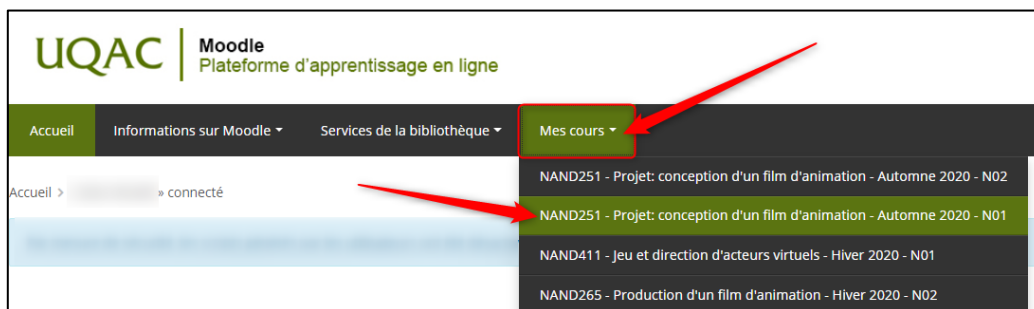 UQAC
Moodle
Plateforme d'apprentissage en ligne
Accueil Informations sur Moodle Services de la bibliothèque Mes cours
Accueil > » connecté
NAND251 - Projet: conception d'un film d'animation - Automne 2020 - N02
NAND251 - Projet: conception d'un film d'animation - Automne 2020 - N01
NAND411 - Jeu et direction d'acteurs virtuels - Hiver 2020 - N01
NAND265 - Production d'un film d'animation - Hiver 2020 - N02